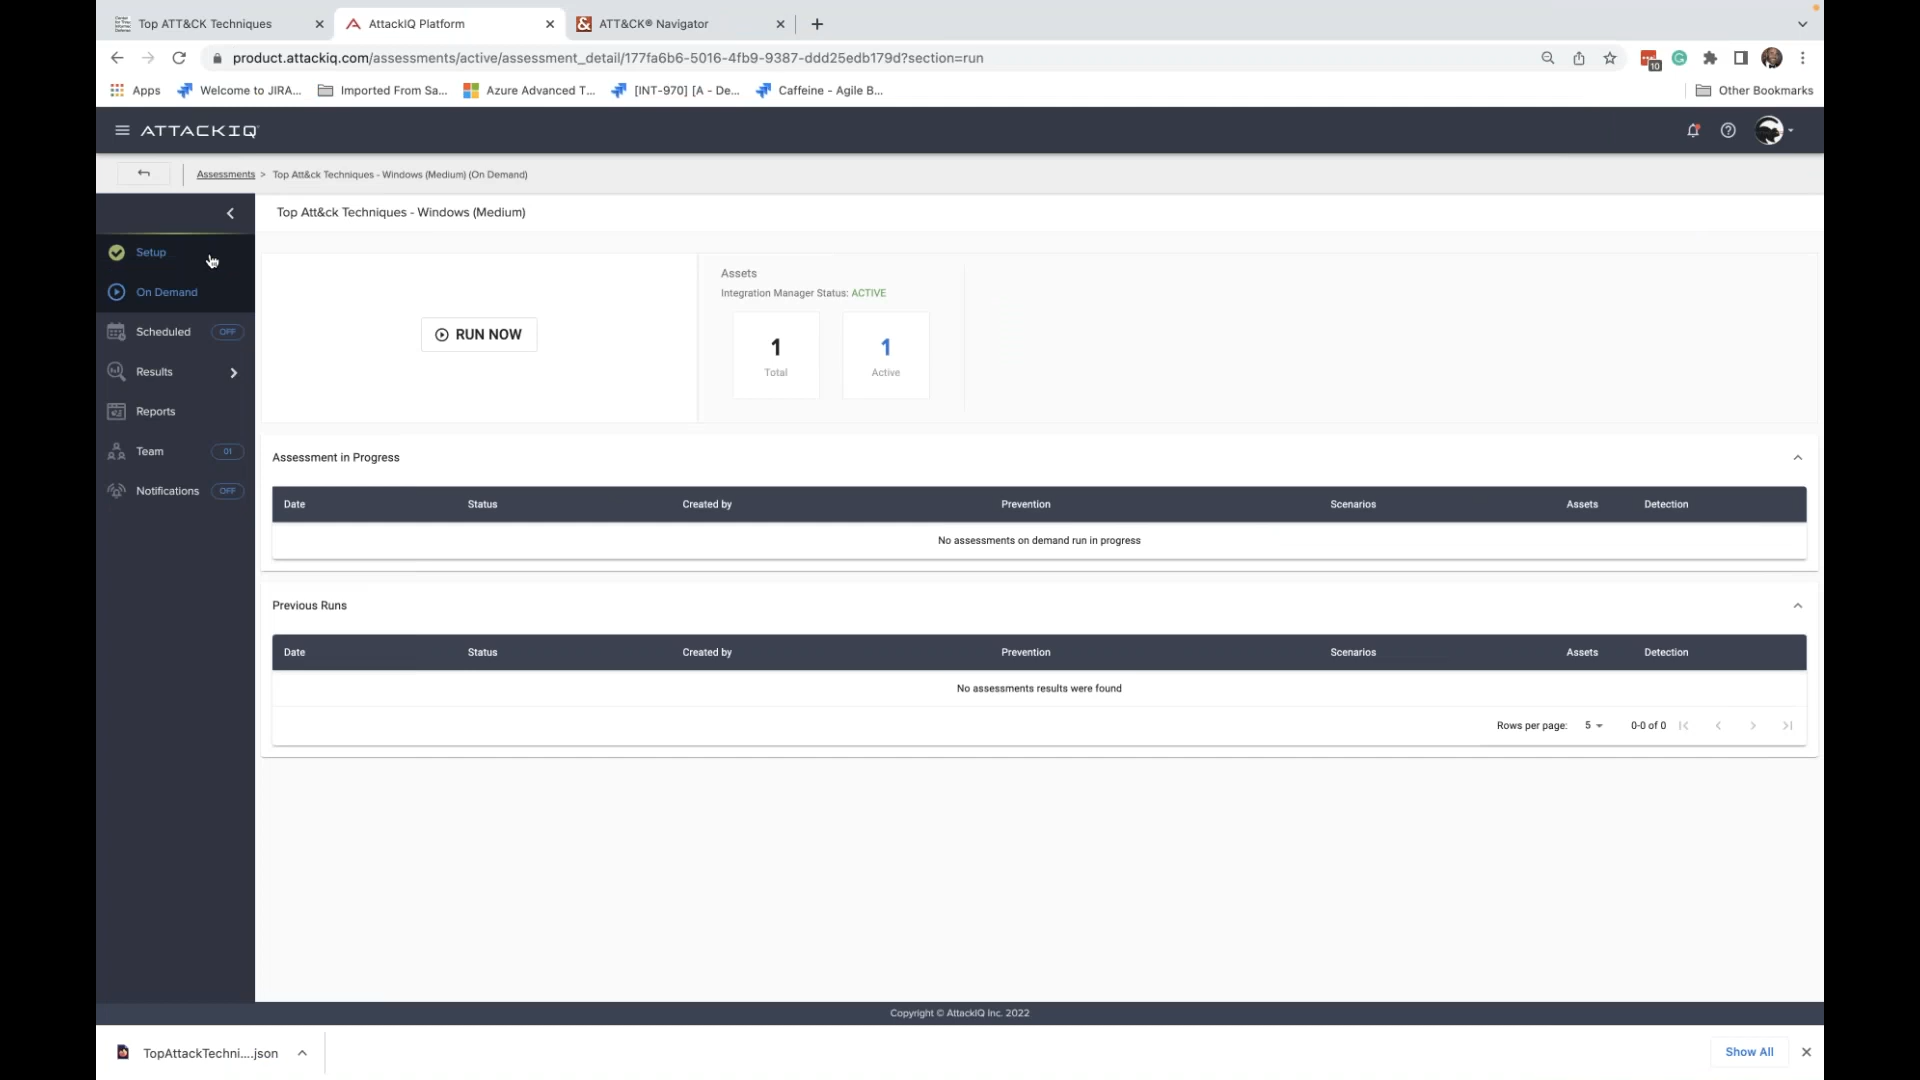 Top ATT&CK Techniques
AttackIQ Platform
ATT&CK® Navigator
product.attackiq.com/assessments/active/assessment_detail/177fa6b6-5016-4fb9-9387-ddd25edb179d?section=run
10
Apps
Welcome to JIRA...
Imported From Sa...
Azure Advanced T...
[INT-970] [A - De...
Caffeine - Agile B...
Other Bookmarks
ATTACKIQ
Assessments > Top Att&ck Techniques - Windows (Medium) (On Demand)
Top Att&ck Techniques - Windows (Medium)
Setup
On Demand
Scheduled OFF
Results
Reports
Team 01
Notifications OFF
RUN NOW
Assets
Integration Manager Status: ACTIVE
1 1
Total Active
Assessment in Progress
Date Status Created by Prevention Scenarios Assets Detection
No assessments on demand run in progress
Previous Runs
Date Status Created by Prevention Scenarios Assets Detection
No assessments results were found
Rows per page: 5 0-0 of 0
Copyright © AttackIQ Inc. 2022
TopAttackTechni....json
Show All